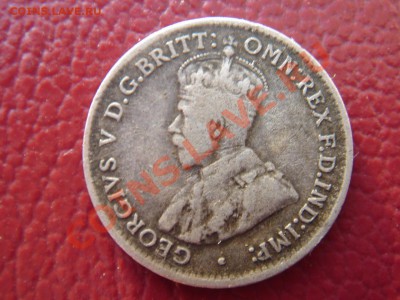 COINS.LAVE.RU
GEORGIVS V D.G.BRITT: OMN:REX F.D.IND:IMP:
COINS.LAVE.RU